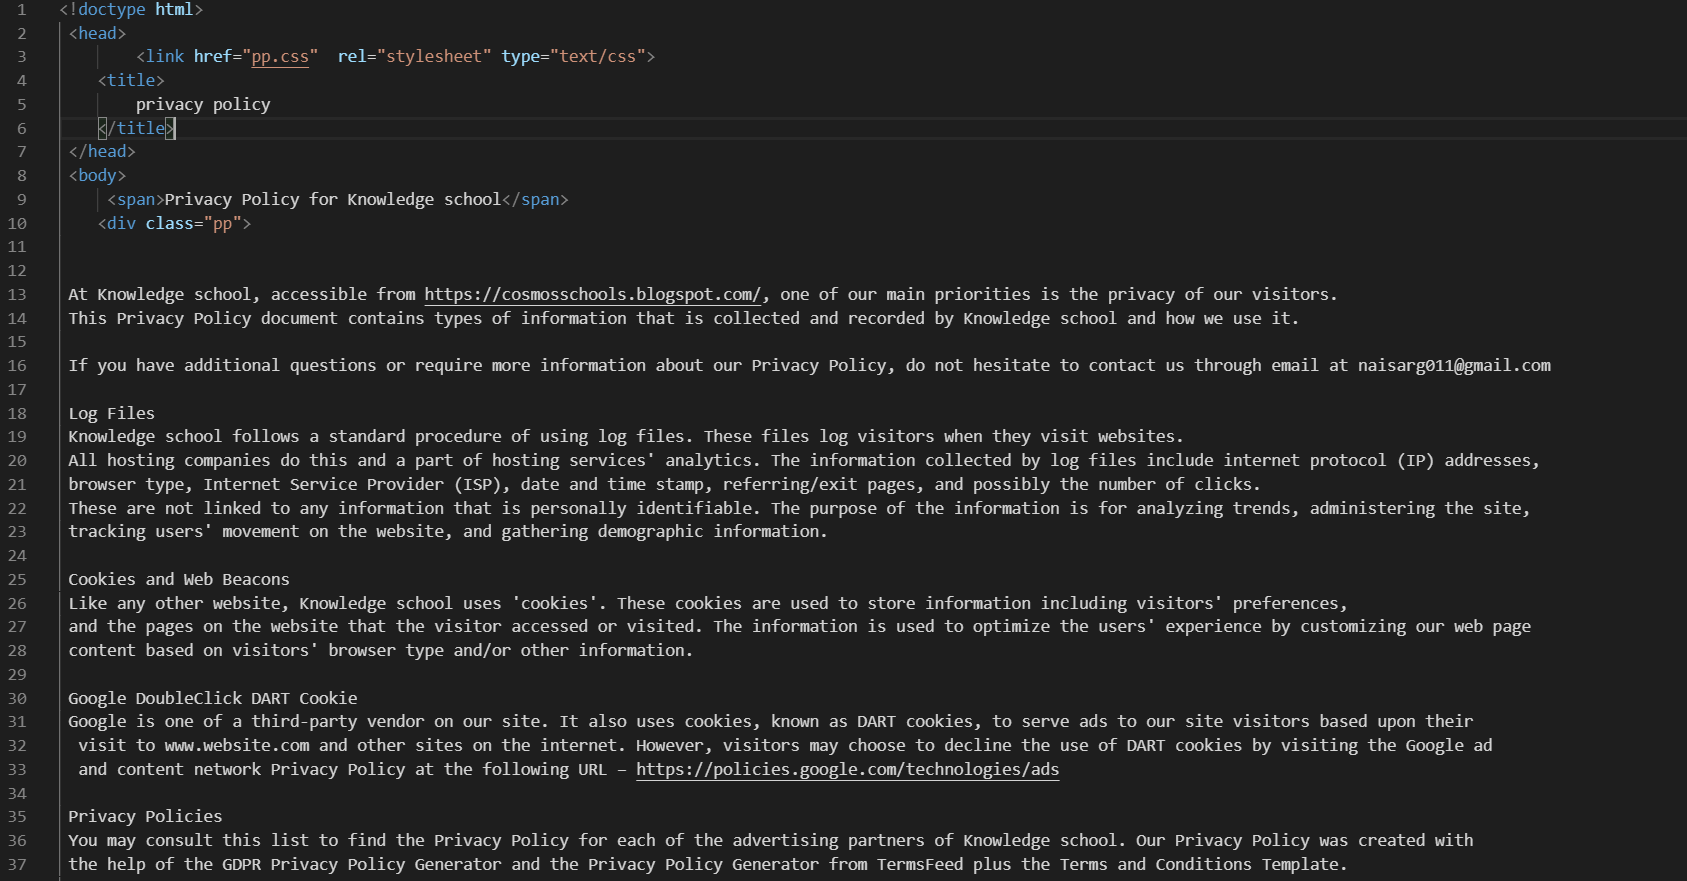 1 <!doctype html>
2 <head>
3 <link href="pp.css"  rel="stylesheet" type="text/css">
4 <title>
5 privacy policy
6 </title>
7 </head>
8 <body>
9 <span>Privacy Policy for Knowledge school</span>
10 <div class="pp">
11
12
13 At Knowledge school, accessible from https://cosmosschools.blogspot.com/, one of our main priorities is the privacy of our visitors.
14 This Privacy Policy document contains types of information that is collected and recorded by Knowledge school and how we use it.
15
16 If you have additional questions or require more information about our Privacy Policy, do not hesitate to contact us through email at naisarg011@gmail.com
17
18 Log Files
19 Knowledge school follows a standard procedure of using log files. These files log visitors when they visit websites.
20 All hosting companies do this and a part of hosting services' analytics. The information collected by log files include internet protocol (IP) addresses,
21 browser type, Internet Service Provider (ISP), date and time stamp, referring/exit pages, and possibly the number of clicks.
22 These are not linked to any information that is personally identifiable. The purpose of the information is for analyzing trends, administering the site,
23 tracking users' movement on the website, and gathering demographic information.
24
25 Cookies and Web Beacons
26 Like any other website, Knowledge school uses 'cookies'. These cookies are used to store information including visitors' preferences,
27 and the pages on the website that the visitor accessed or visited. The information is used to optimize the users' experience by customizing our web page
28 content based on visitors' browser type and/or other information.
29
30 Google DoubleClick DART Cookie
31 Google is one of a third-party vendor on our site. It also uses cookies, known as DART cookies, to serve ads to our site visitors based upon their
32 visit to www.website.com and other sites on the internet. However, visitors may choose to decline the use of DART cookies by visiting the Google ad
33 and content network Privacy Policy at the following URL – https://policies.google.com/technologies/ads
34
35 Privacy Policies
36 You may consult this list to find the Privacy Policy for each of the advertising partners of Knowledge school. Our Privacy Policy was created with
37 the help of the GDPR Privacy Policy Generator and the Privacy Policy Generator from TermsFeed plus the Terms and Conditions Template.